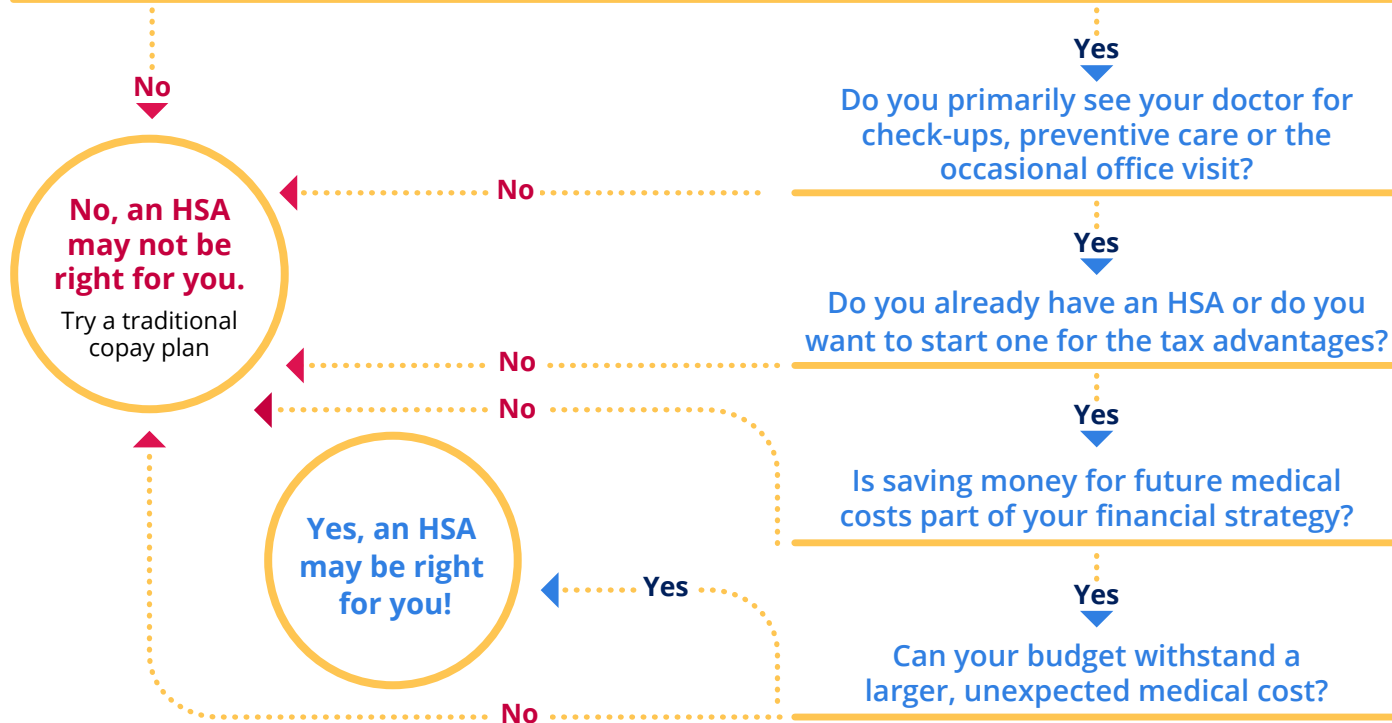 No
Yes
Do you primarily see your doctor for
check-ups, preventive care or the
occasional office visit?
No
No, an HSA
may not be
right for you.
Try a traditional
copay plan
Yes
Do you already have an HSA or do you
want to start one for the tax advantages?
No
No
Yes
Is saving money for future medical
costs part of your financial strategy?
Yes, an HSA
may be right
for you!
Yes
Yes
Can your budget withstand a
larger, unexpected medical cost?
No